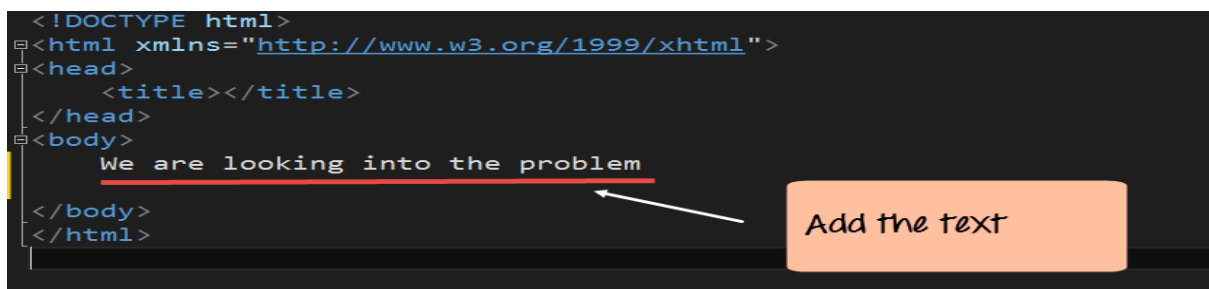 <!DOCTYPE html>
<html xmlns="http://www.w3.org/1999/xhtml">
<head>
<title></title>
</head>
<body>
We are looking into the problem
</body>
</html>
Add the text